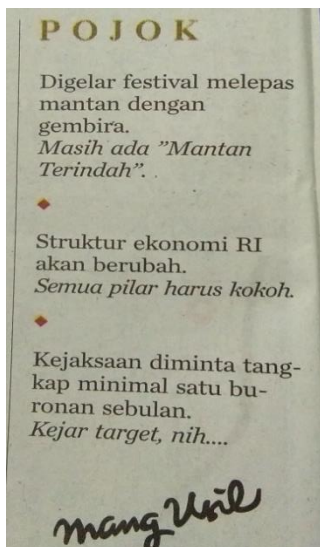 POJOK
Digelar festival melepas
mantan dengan
gembira.
Masih ada ”Mantan
Terindah”.
Struktur ekonomi RI
akan berubah.
Semua pilar harus kokoh.
Kejaksaan diminta tang-
kap minimal satu bu-
ronan sebulan.
Kejar target, nih....
Mang Usil